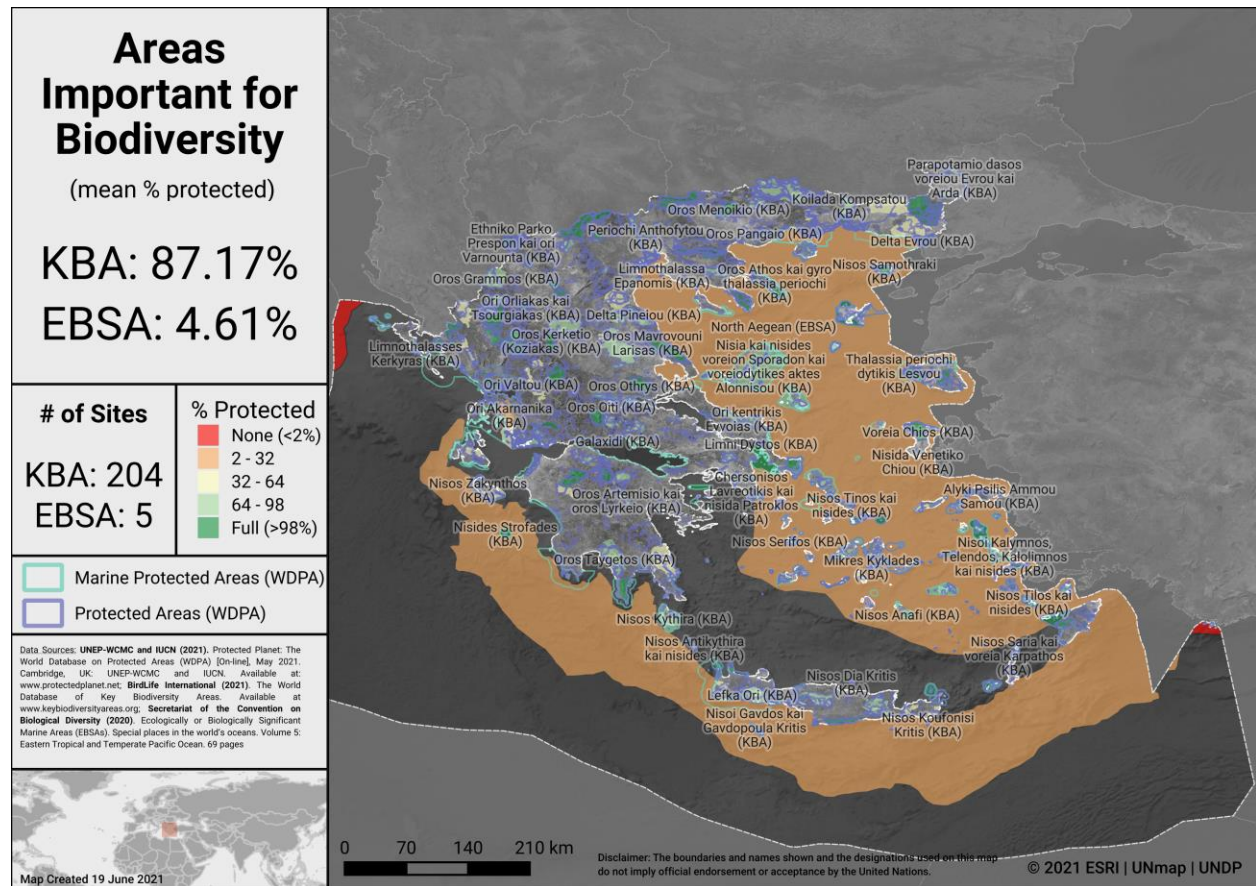 Areas
Important for
Biodiversity
(mean % protected)
KBA: 87.17%
EBSA: 4.61%
# of Sites
KBA: 204
EBSA: 5
% Protected
None (<2%)
2 - 32
32 - 64
64 - 98
Full (>98%)
Marine Protected Areas (WDPA)
Protected Areas (WDPA)
Data Sources: UNEP-WCMC and IUCN (2021). Protected Planet: The
World Database on Protected Areas (WDPA) [On-line], May 2021.
Cambridge, UK: UNEP-WCMC and IUCN. Available at:
www.protectedplanet.net; BirdLife International (2021). The World
Database of Key Biodiversity Areas. Available at
www.keybiodiversityareas.org; Secretariat of the Convention on
Biological Diversity (2020). Ecologically or Biologically Significant
Marine Areas (EBSAs). Special places in the world's oceans. Volume 5:
Eastern Tropical and Temperate Pacific Ocean. 69 pages
Map Created 19 June 2021
Parapotamio dasos
voreiou Evrou kai
Arda (KBA)
Oros Menoikio (KBA)
Koilada Kompsatou
(KBA)
Ethniko Parko
Prespon kai ori
Varnounta (KBA)
Periochi Anthofytou
(KBA)
Oros Pangaio (KBA)
Delta Evrou (KBA)
Oros Grammos (KBA)
Limnothalassa
Epanomis (KBA)
Oros Athos kai gyro
thalassia periochi
(KBA)
Nisos Samothraki
(KBA)
Ori Orliakas kai
Tsourgiakas (KBA)
Delta Pineiou (KBA)
North Aegean (EBSA)
Limnothalasses
Kerkyras (KBA)
Oros Kerketio
(Koziakas) (KBA)
Oros Mavrovouni
Larisas (KBA)
Nisia kai nisides
voreion Sporadon kai
voreiodytikes aktes
Alonnisou (KBA)
Thalassia periochi
dytikis Lesvou
(KBA)
Ori Valtou (KBA)
Oros Othrys (KBA)
Ori Akarnanika
(KBA)
Oros Oiti (KBA)
Ori kentrikis
Evvoias (KBA)
Voreia Chios (KBA)
Galaxidi (KBA)
Limni Dystos (KBA)
Nisida Venetiko
Chiou (KBA)
Nisos Zakynthos
(KBA)
Oros Artemisio kai
oros Lyrkeio (KBA)
Chersonisos
Lavreotikis kai
nisida Patroklos
(KBA)
Nisos Tinos kai
nisides (KBA)
Alyki Psilis Ammou
Samou (KBA)
Nisides Strofades
(KBA)
Nisos Serifos (KBA)
Nisoi Kalymnos,
Telendos, Kalolimnos
kai nisides (KBA)
Oros Taygetos (KBA)
Mikres Kyklades
(KBA)
Nisos Kythira (KBA)
Nisos Anafi (KBA)
Nisos Tilos kai
nisides (KBA)
Nisos Antikythira
kai nisides (KBA)
Nisos Saria kai
voreia Karpathos
(KBA)
Lefka Ori (KBA)
Nisos Dia Kritis
(KBA)
Nisoi Gavdos kai
Gavdopoula Kritis
(KBA)
Nisos Koufonisi
Kritis (KBA)
0 70 140 210 km
Disclaimer: The boundaries and names shown and the designations used on this map
do not imply official endorsement or acceptance by the United Nations.
© 2021 ESRI | UNmap | UNDP